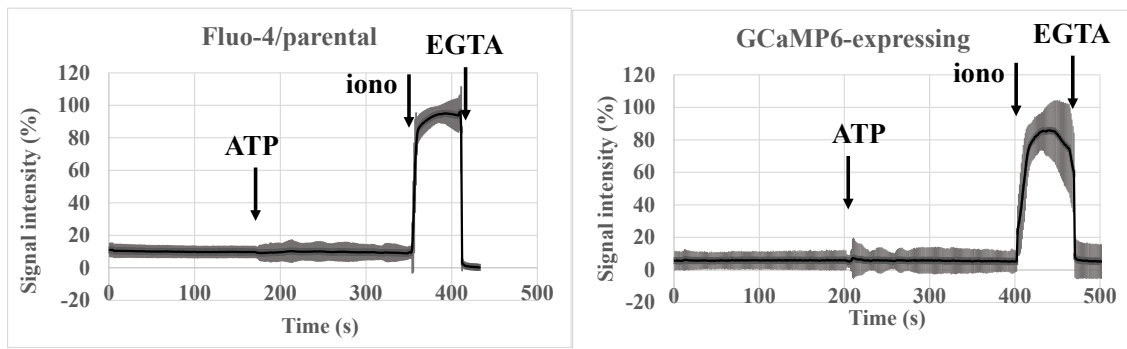 Fluo-4/parental
EGTA
iono
ATP
Signal intensity (%)
120
100
80
60
40
20
0
-20
0
100
200
300
400
500
Time (s)
GCaMP6-expressing
EGTA
iono
ATP
Signal intensity (%)
120
100
80
60
40
20
0
-20
0
100
200
300
400
500
Time (s)